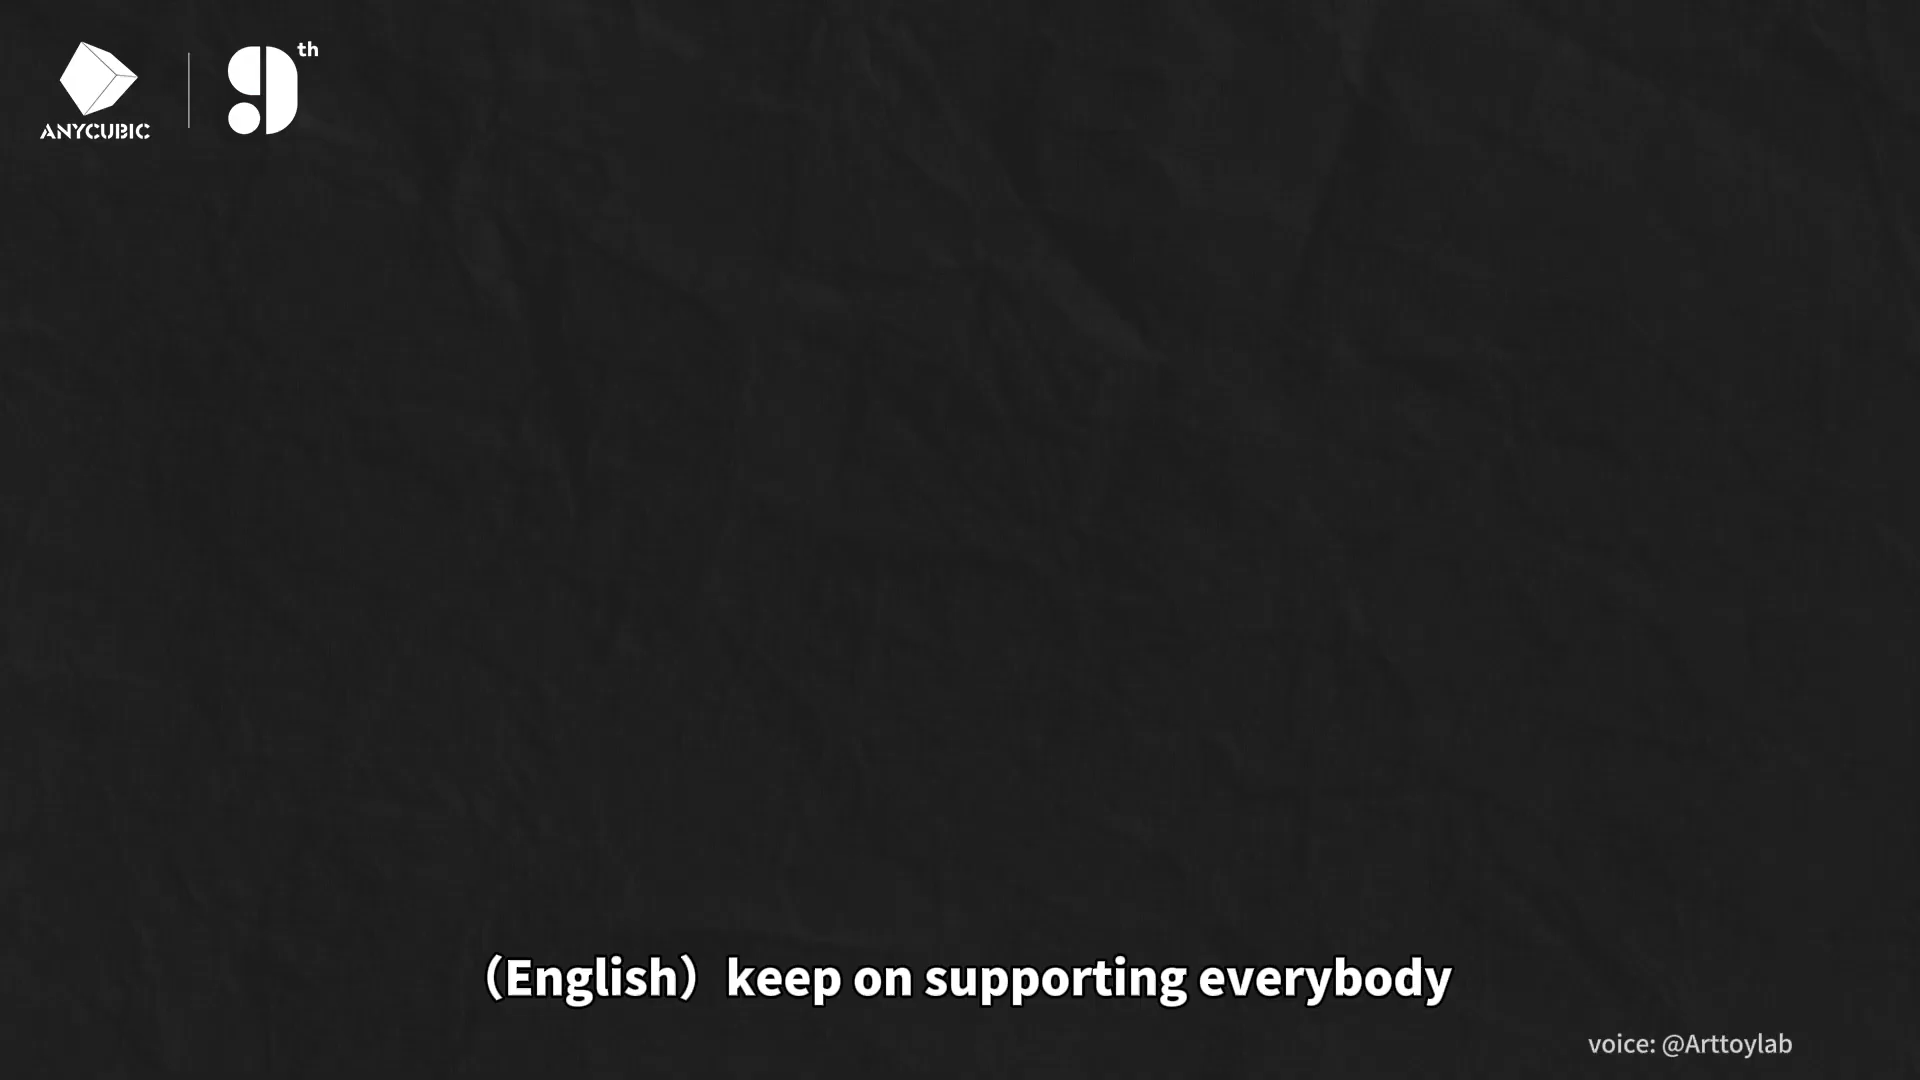 ANYCUBIC
9th
（English）keep on supporting everybody
voice: @Arttoylab